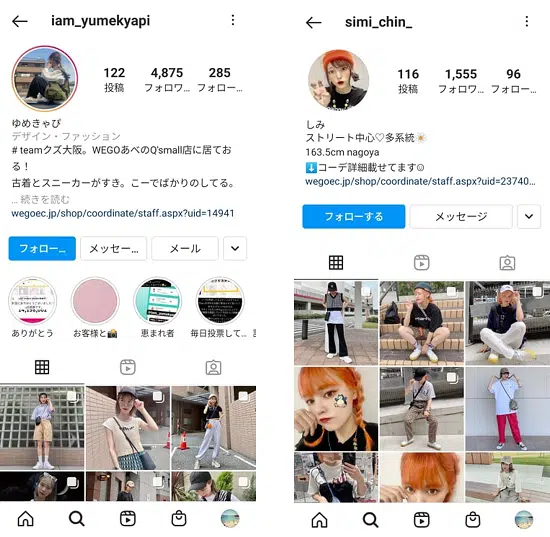 iam_yumekyapi
122
4,875
285
投稿
フォロワ...
フォロー...
ゆめきゃぴ
デザイン・ファッション
# teamクズ大阪。WEGOあべのQ'small店に居てお
る！
古着とスニーカーがすき。こーでばかりのしてる。
... 続きを読む
wegoec.jp/shop/coordinate/staff.aspx?uid=14941
フォロー...
メッセー...
メール
ありがとう
お客様と📸
恵まれ者
毎日投票して...
simi_chin_
116
1,555
96
投稿
フォロワ...
フォロー...
しみ
ストリート中心♡多系統☀️
163.5cm nagoya
⬇️コーデ詳細載せてます☺
wegoec.jp/shop/coordinate/staff.aspx?uid=23740...
フォローする
メッセージ